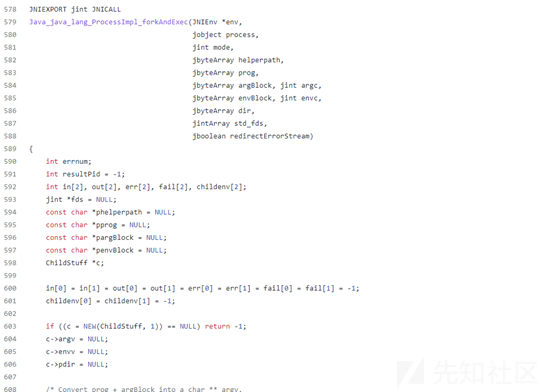 578 JNIEXPORT jint JNICALL
579 Java_java_lang_ProcessImpl_forkAndExec(JNIEnv *env,
580 jobject process,
581 jint mode,
582 jbyteArray helperpath,
583 jbyteArray prog,
584 jbyteArray argBlock, jint argc,
585 jbyteArray envBlock, jint envc,
586 jbyteArray dir,
587 jintArray std_fds,
588 jboolean redirectErrorStream)
589 {
590 int errnum;
591 int resultPid = -1;
592 int in[2], out[2], err[2], fail[2], childenv[2];
593 jint *fds = NULL;
594 const char *phelperpath = NULL;
595 const char *pprog = NULL;
596 const char *pargBlock = NULL;
597 const char *penvBlock = NULL;
598 ChildStuff *c;
599
600 in[0] = in[1] = out[0] = out[1] = err[0] = err[1] = fail[0] = fail[1] = -1;
601 childenv[0] = childenv[1] = -1;
602
603 if ((c = NEW(ChildStuff, 1)) == NULL) return -1;
604 c->argv = NULL;
605 c->envv = NULL;
606 c->pdir = NULL;
607
608 /* Convert prog + argBlock into a char ** argv.
先知社区